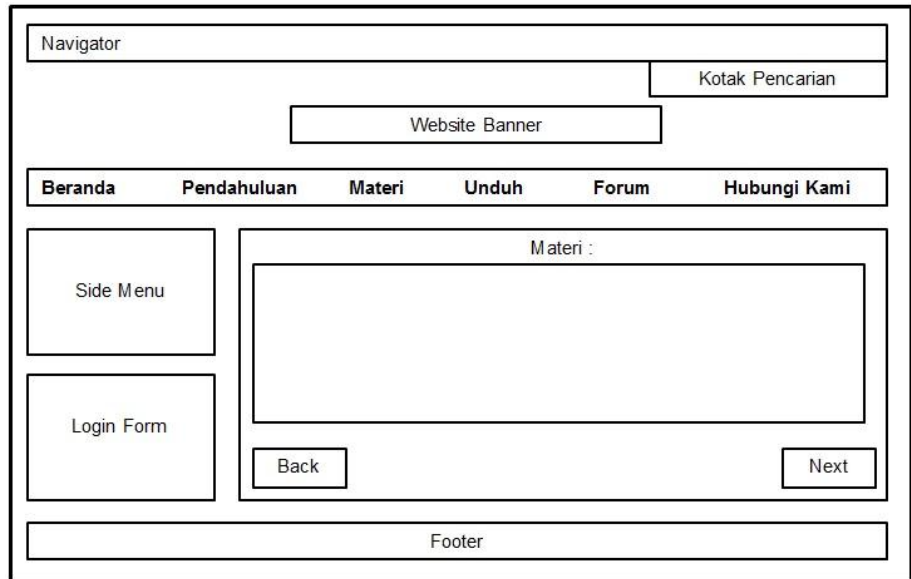 Navigator
Kotak Pencarian
Website Banner
Beranda Pendahuluan Materi Unduh Forum Hubungi Kami
Side Menu
Materi :
Login Form
Back Next
Footer